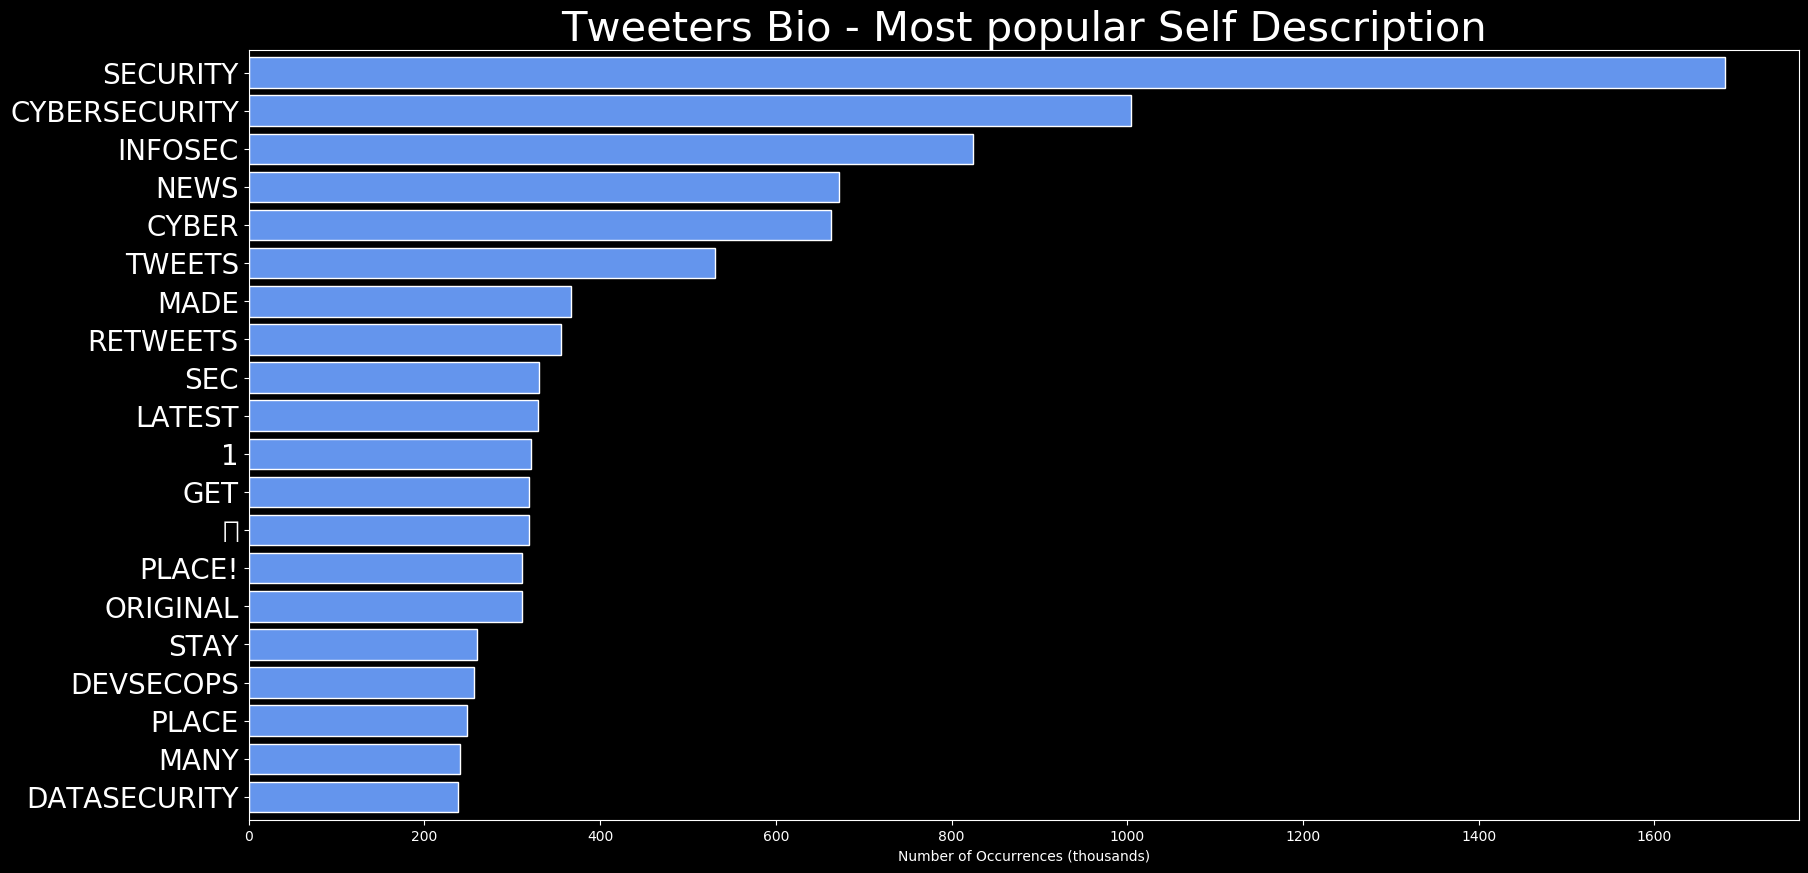 Tweeters Bio - Most popular Self Description
SECURITY
CYBERSECURITY
INFOSEC
NEWS
CYBER
TWEETS
MADE
RETWEETS
SEC
LATEST
1
GET
PLACE!
ORIGINAL
STAY
DEVSECOPS
PLACE
MANY
DATASECURITY
0 200 400 600 800 1000 1200 1400 1600
Number of Occurrences (thousands)